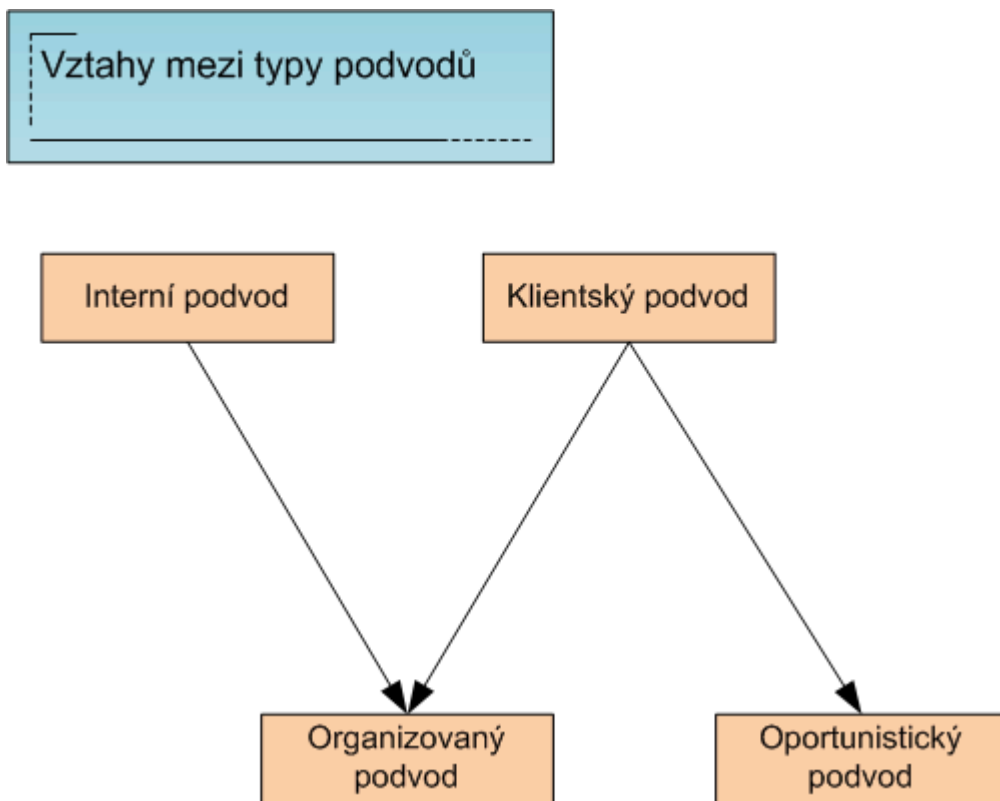 Vztahy mezi typy podvodů
Interní podvod
Klientský podvod
Organizovaný
podvod
Oportunistický
podvod